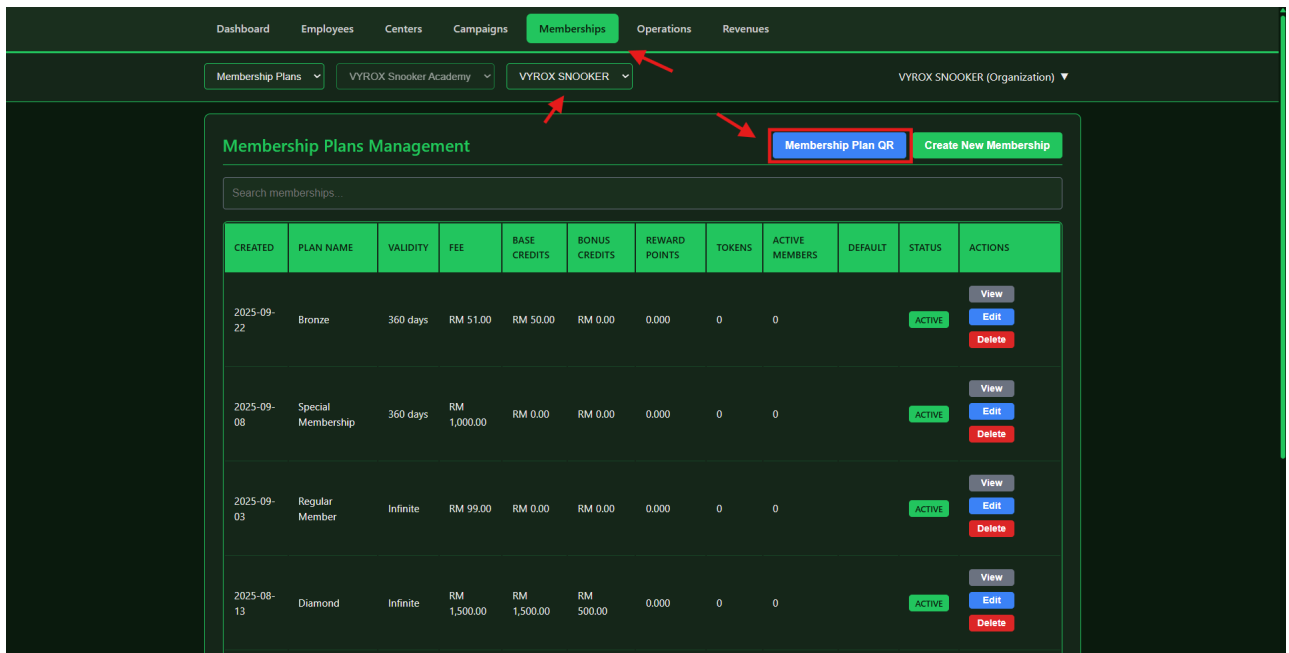 Dashboard Employees Centers Campaigns Memberships Operations Revenues
Membership Plans VYROX Snooker Academy VYROX SNOOKER VYROX SNOOKER (Organization) ▼
Membership Plans Management Membership Plan QR Create New Membership
Search memberships...
CREATED PLAN NAME VALIDITY FEE BASE CREDITS BONUS CREDITS REWARD POINTS TOKENS ACTIVE MEMBERS DEFAULT STATUS ACTIONS
2025-09-22 Bronze 360 days RM 51.00 RM 50.00 RM 0.00 0.000 0 0 ACTIVE View Edit Delete
2025-09-08 Special Membership 360 days RM 1,000.00 RM 0.00 RM 0.00 0.000 0 0 ACTIVE View Edit Delete
2025-09-03 Regular Member Infinite RM 99.00 RM 0.00 RM 0.00 0.000 0 0 ACTIVE View Edit Delete
2025-08-13 Diamond Infinite RM 1,500.00 RM 1,500.00 RM 500.00 0.000 0 0 ACTIVE View Edit Delete